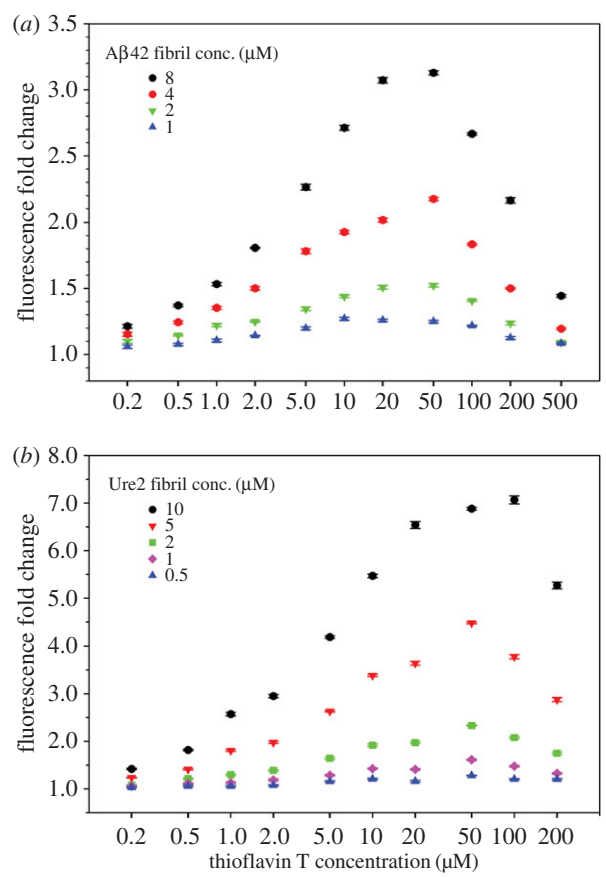 (a)
3.5
3.0
2.5
2.0
1.5
1.0
fluorescence fold change
Aβ42 fibril conc. (μM)
8
4
2
1
0.2 0.5 1.0 2.0 5.0 10 20 50 100 200 500
(b)
8.0
7.0
6.0
5.0
4.0
3.0
2.0
1.0
fluorescence fold change
Ure2 fibril conc. (μM)
10
5
2
1
0.5
0.2 0.5 1.0 2.0 5.0 10 20 50 100 200
thioflavin T concentration (μM)